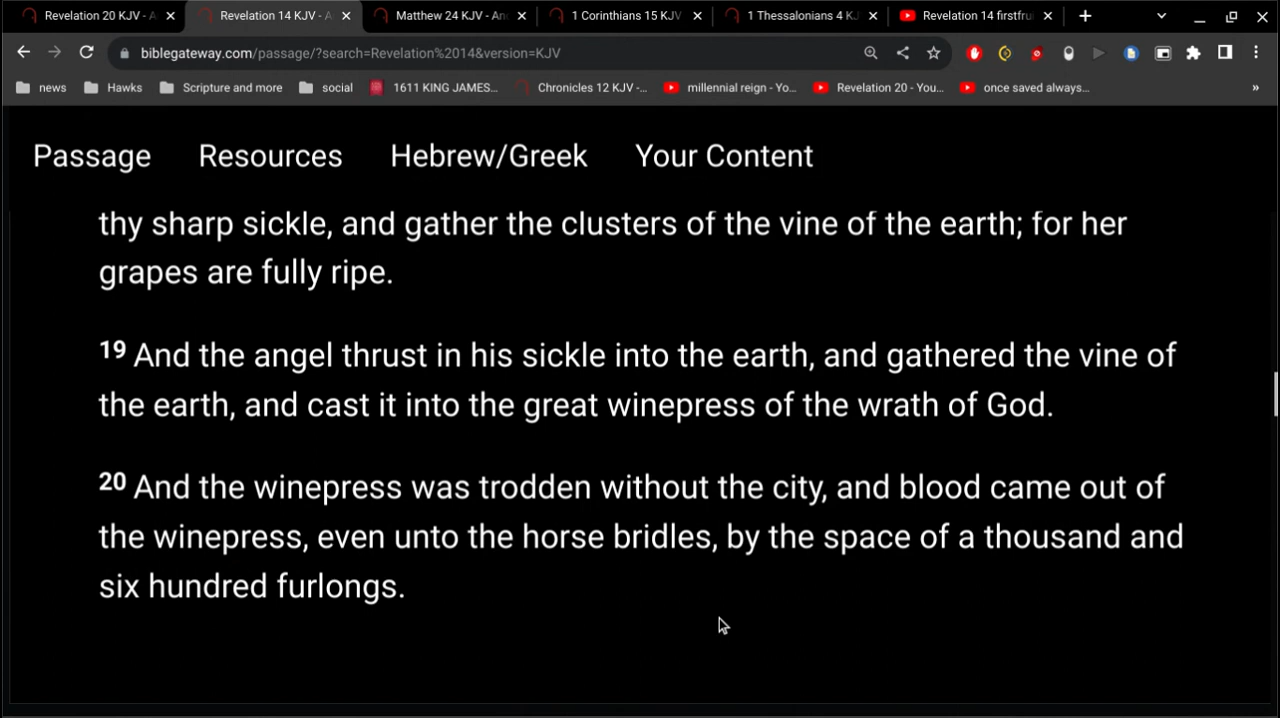 Revelation 20 KJV - A
Revelation 14 KJV - A
Matthew 24 KJV - An
1 Corinthians 15 KJV
1 Thessalonians 4 KJ
Revelation 14 firstfru
biblegateway.com/passage/?search=Revelation%2014&version=KJV
news
Hawks
Scripture and more
social
1611 KING JAMES...
Chronicles 12 KJV -...
millennial reign - Yo...
Revelation 20 - You...
once saved always...
Passage
Resources
Hebrew/Greek
Your Content
thy sharp sickle, and gather the clusters of the vine of the earth; for her
grapes are fully ripe.
19 And the angel thrust in his sickle into the earth, and gathered the vine of
the earth, and cast it into the great winepress of the wrath of God.
20 And the winepress was trodden without the city, and blood came out of
the winepress, even unto the horse bridles, by the space of a thousand and
six hundred furlongs.